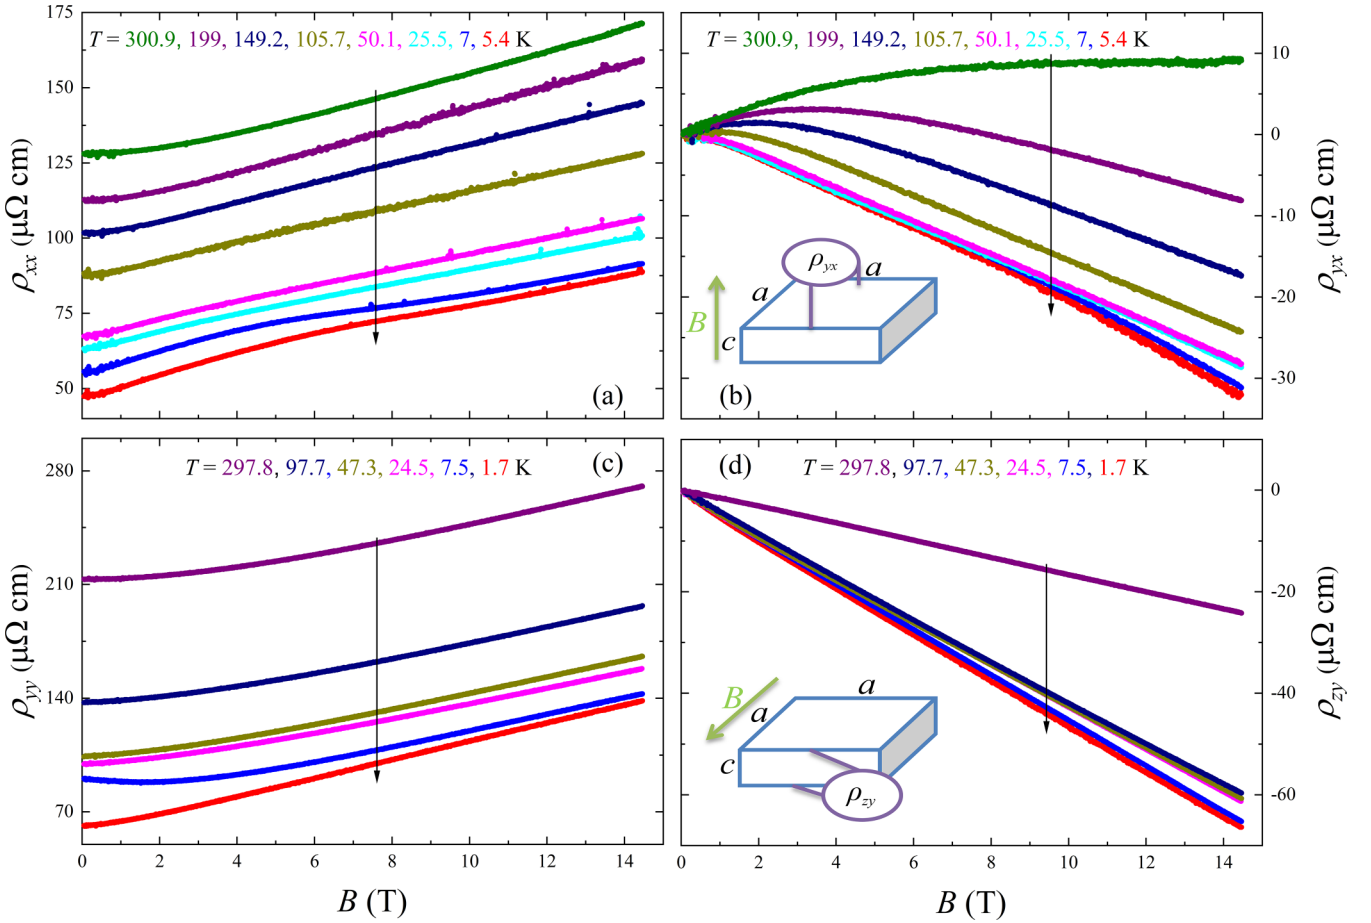 175
150
125
100
75
50
ρxx (μΩ cm)
T = 300.9, 199, 149.2, 105.7, 50.1, 25.5, 7, 5.4 K
(a)
T = 300.9, 199, 149.2, 105.7, 50.1, 25.5, 7, 5.4 K
10
0
-10
-20
-30
ρyx (μΩ cm)
ρyx
a
a
B
c
(b)
280
210
140
70
ρyy (μΩ cm)
T = 297.8, 97.7, 47.3, 24.5, 7.5, 1.7 K
(c)
0 2 4 6 8 10 12 14
B (T)
(d)
T = 297.8, 97.7, 47.3, 24.5, 7.5, 1.7 K
0
-20
-40
-60
ρzy (μΩ cm)
B
a
a
c
ρzy
0 2 4 6 8 10 12 14
B (T)